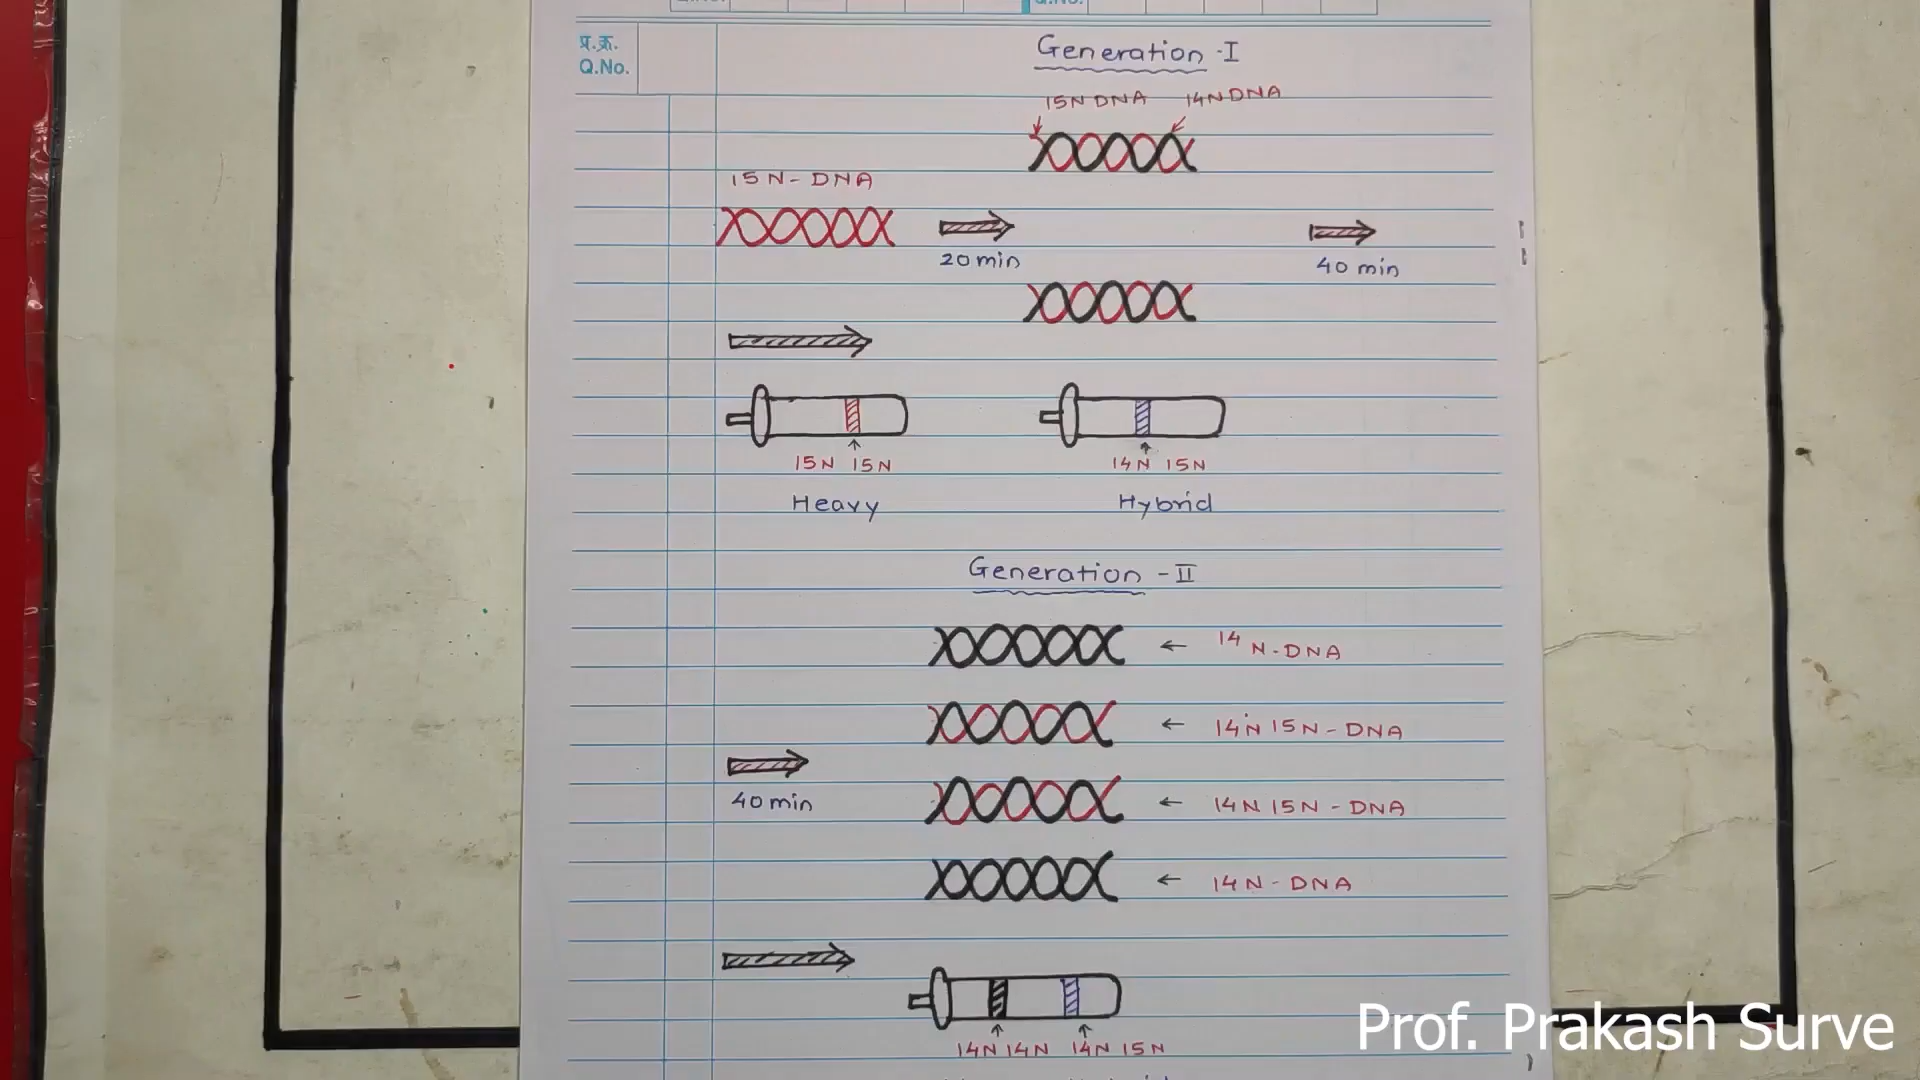 Q.No.
प्र.क्र.
Q.No.
Generation - I
15N DNA 14N DNA
15 N - DNA
20 min
40 min
15N 15N
14N 15N
Heavy
Hybrid
Generation - II
14 N - DNA
14N 15N - DNA
40 min
14N 15N - DNA
14N - DNA
14N 14N 14N 15N
Prof. Prakash Surve